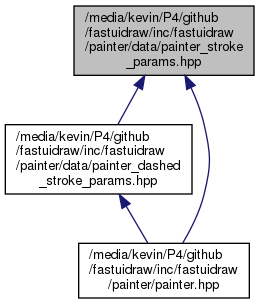 /media/kevin/P4/github
/fastuidraw/inc/fastuidraw
/painter/data/painter_stroke
_params.hpp
/media/kevin/P4/github
/fastuidraw/inc/fastuidraw
/painter/data/painter_dashed
_stroke_params.hpp
/media/kevin/P4/github
/fastuidraw/inc/fastuidraw
/painter/painter.hpp